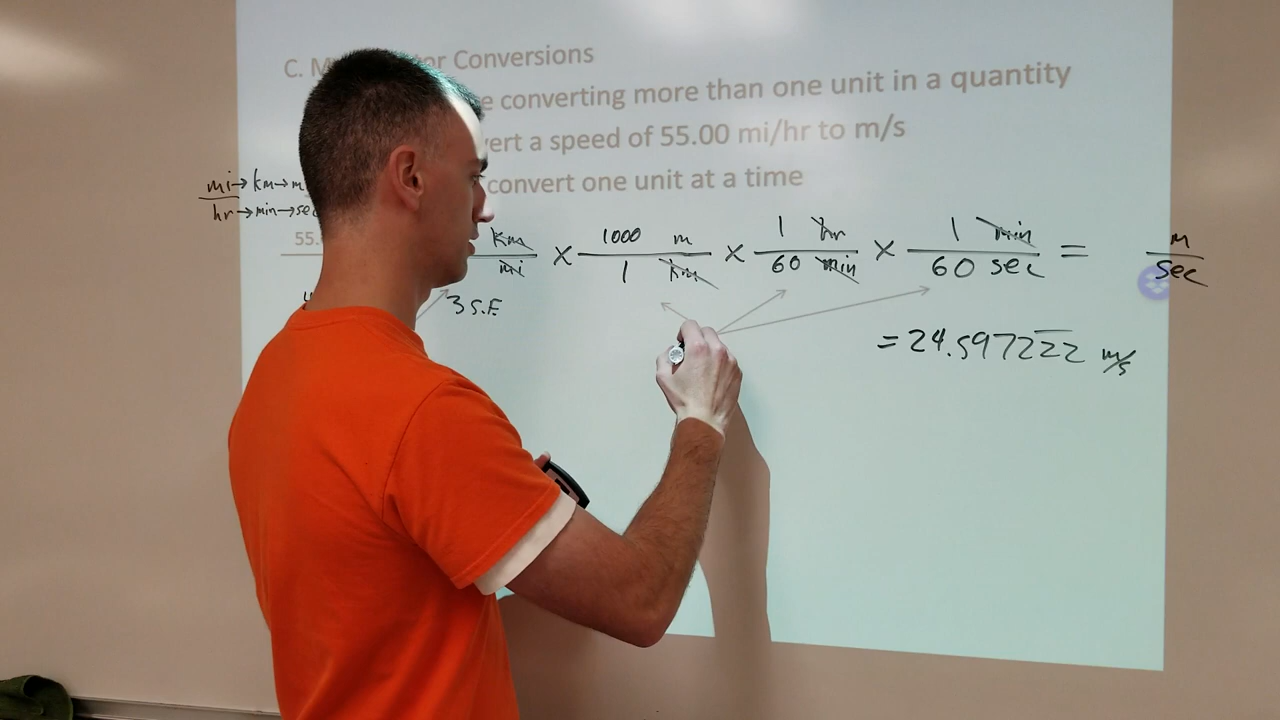 C. Conversions
converting more than one unit in a quantity
a speed of 55.00 mi/hr to m/s
convert one unit at a time
mi→km→m
hr→min→sec
55. km × 1000 m × 1 hr × 1 min = m
mi 1 km 60 min 60 sec sec
3 S.F.
= 24.597222 m/s